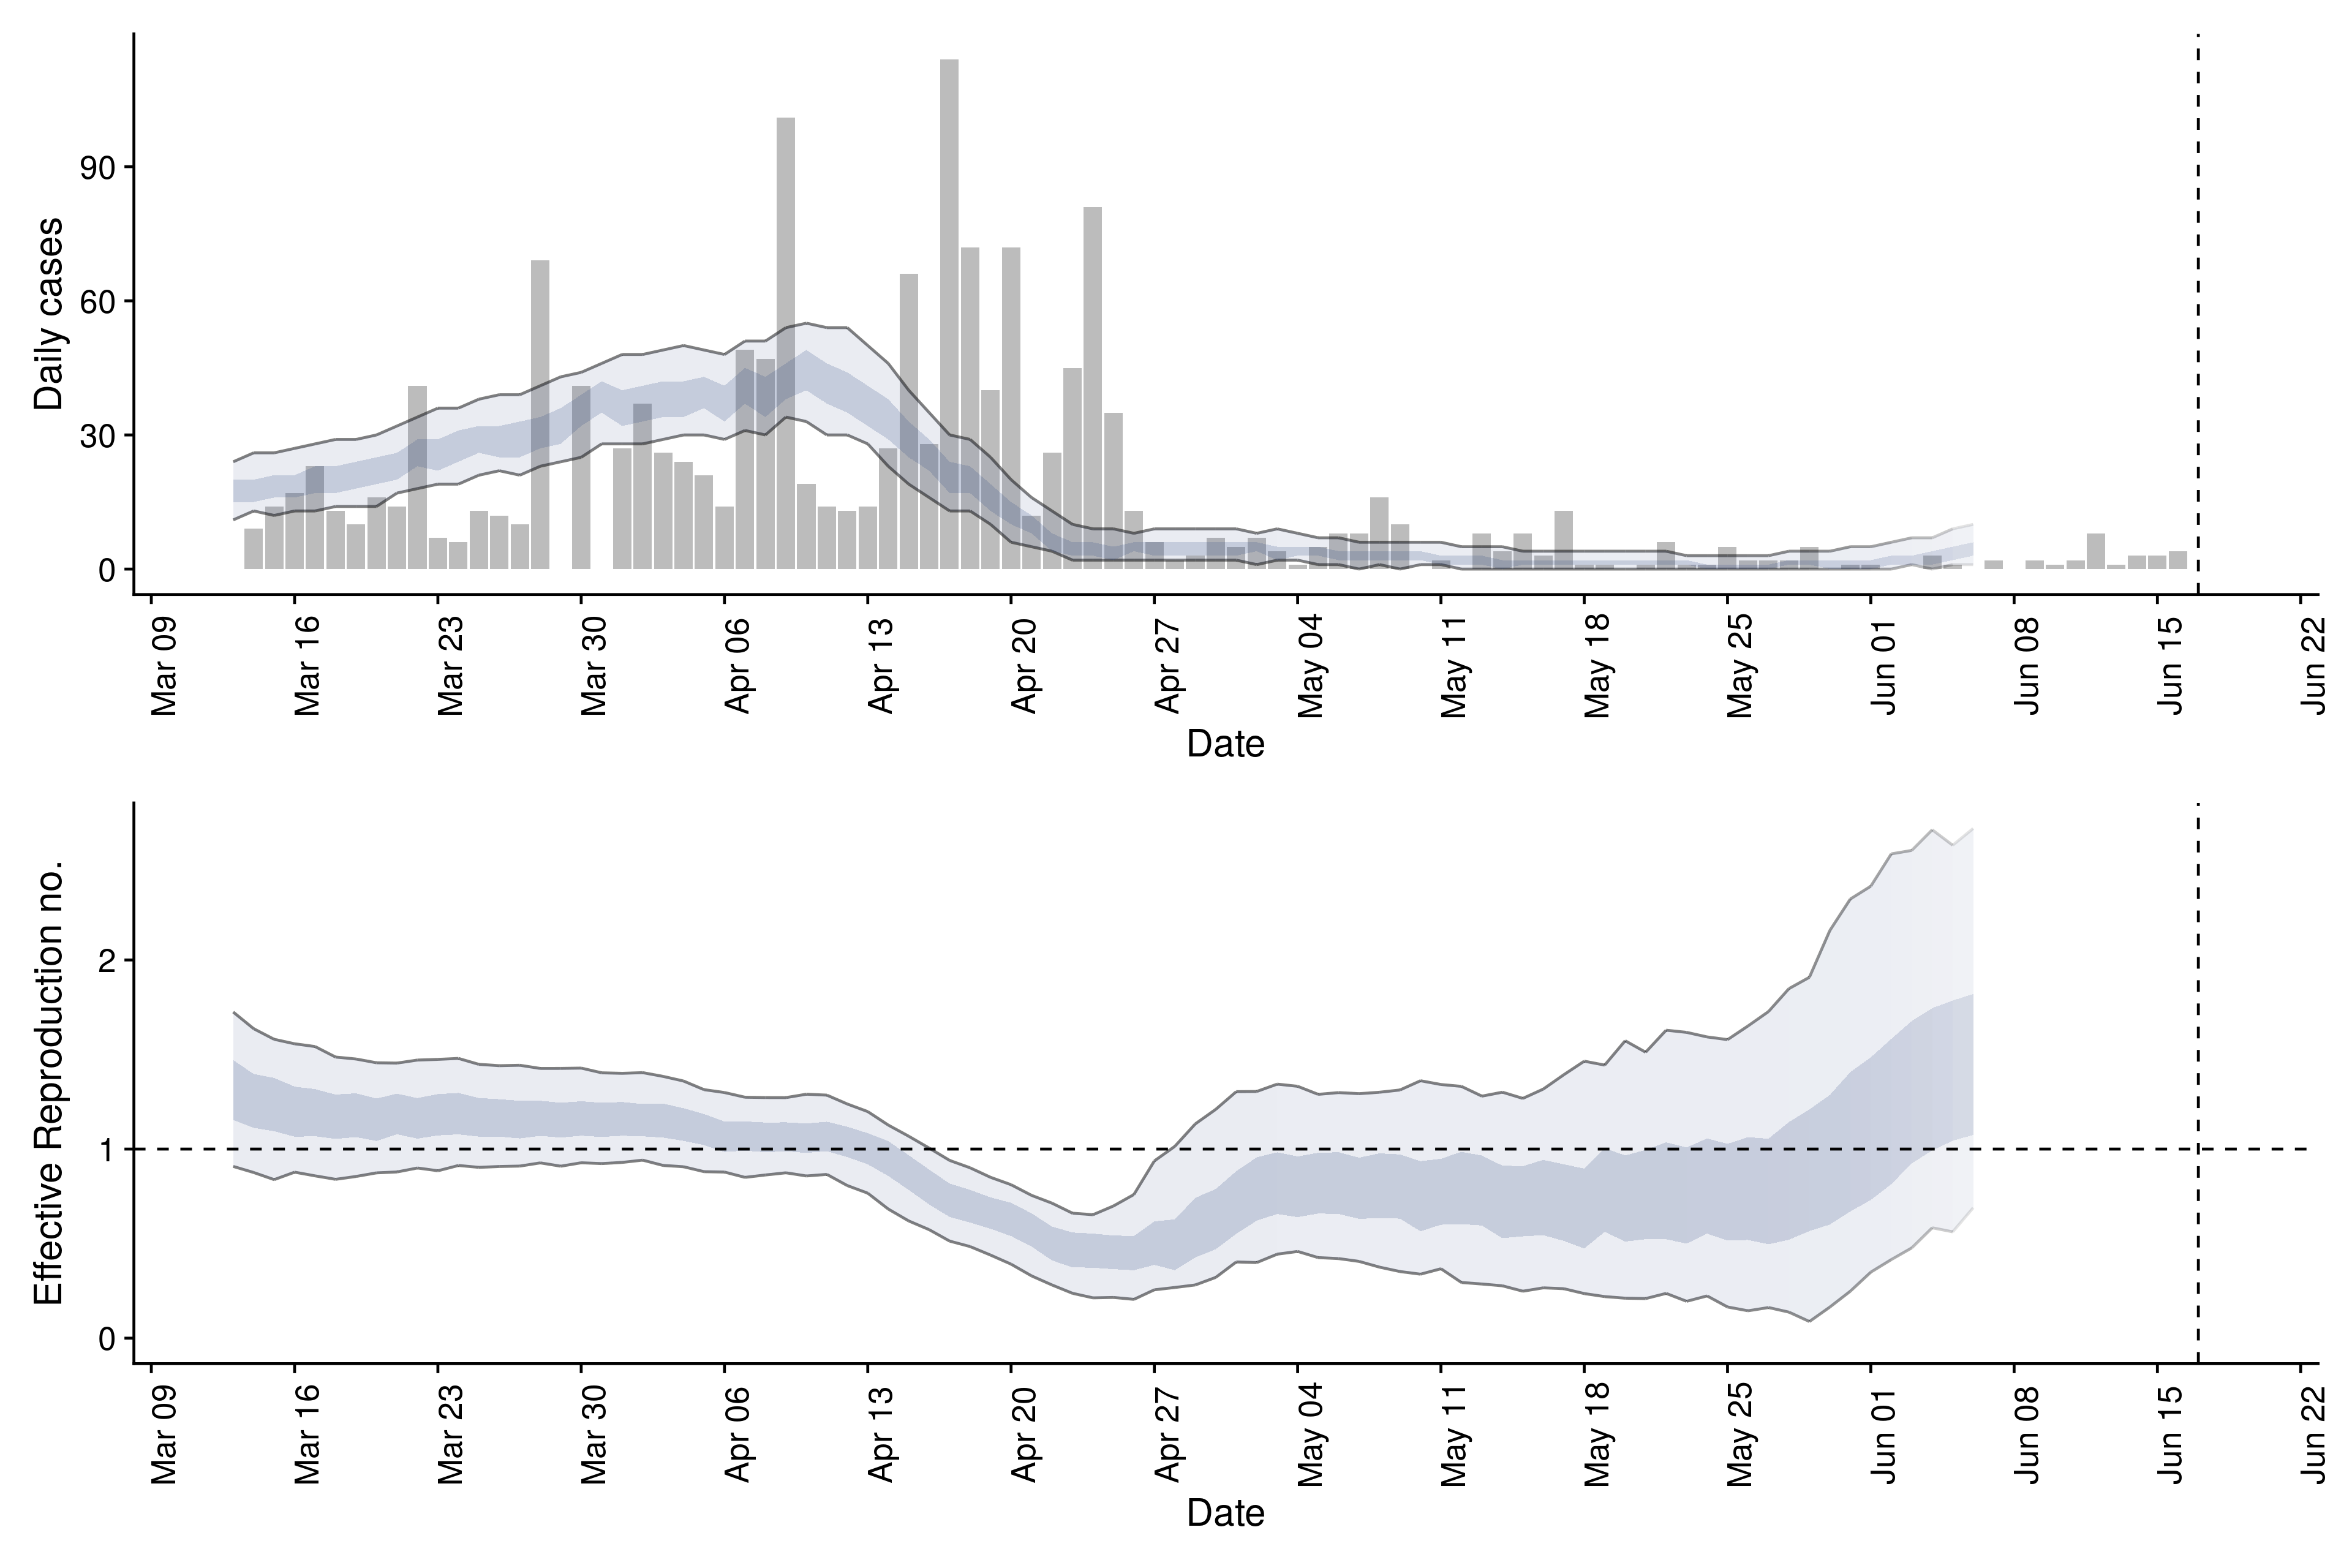 Daily cases
90
60
30
0
Mar 09
Mar 16
Mar 23
Mar 30
Apr 06
Apr 13
Apr 20
Apr 27
May 04
May 11
May 18
May 25
Jun 01
Jun 08
Jun 15
Jun 22
Date
Effective Reproduction no.
2
1
0
Mar 09
Mar 16
Mar 23
Mar 30
Apr 06
Apr 13
Apr 20
Apr 27
May 04
May 11
May 18
May 25
Jun 01
Jun 08
Jun 15
Jun 22
Date